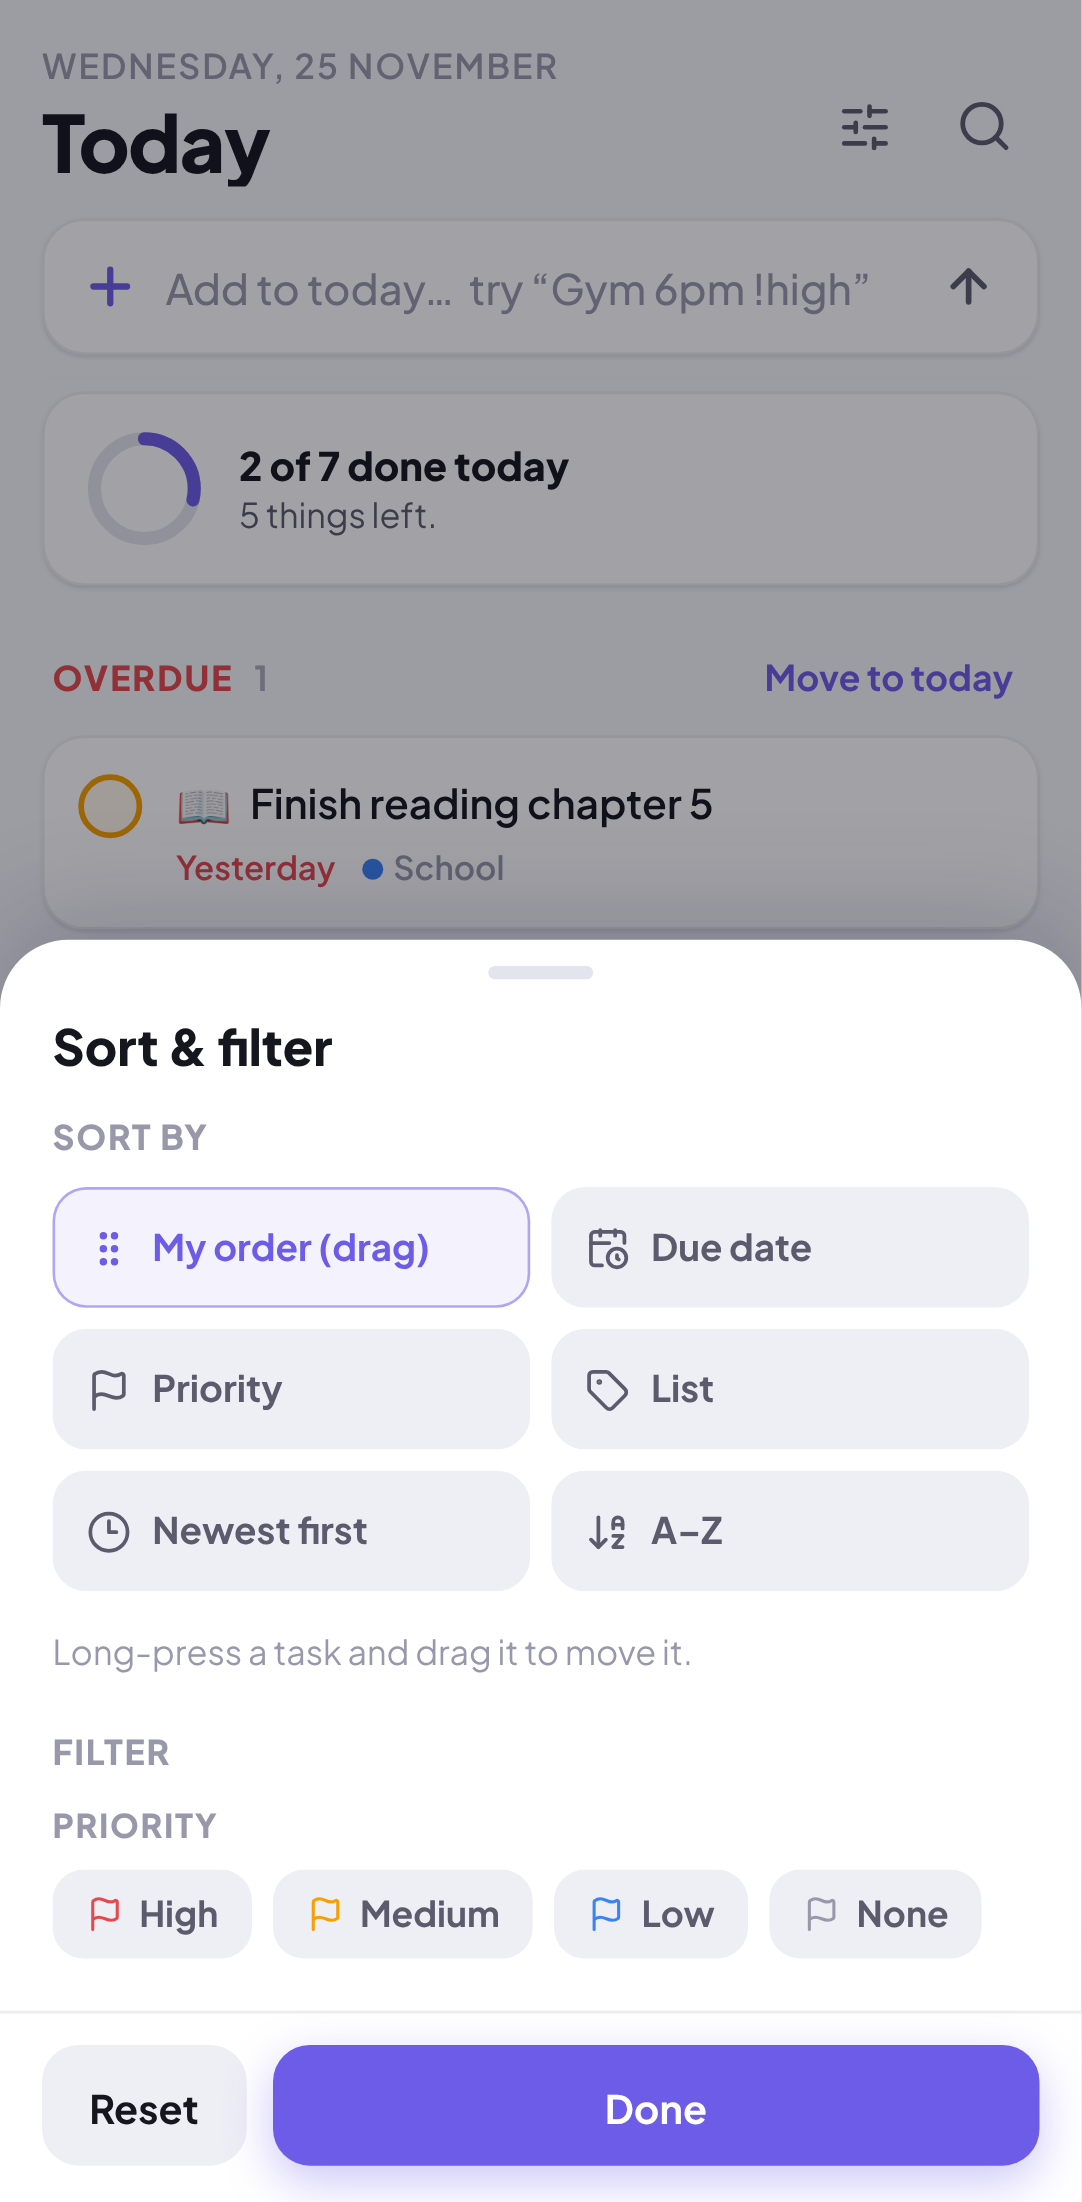 WEDNESDAY, 25 NOVEMBER
Today
Add to today… try “Gym 6pm !high”
2 of 7 done today
5 things left.
OVERDUE 1 Move to today
📖 Finish reading chapter 5
Yesterday School
Sort & filter
SORT BY
My order (drag) Due date
Priority List
Newest first A–Z
Long-press a task and drag it to move it.
FILTER
PRIORITY
High Medium Low None
Reset Done